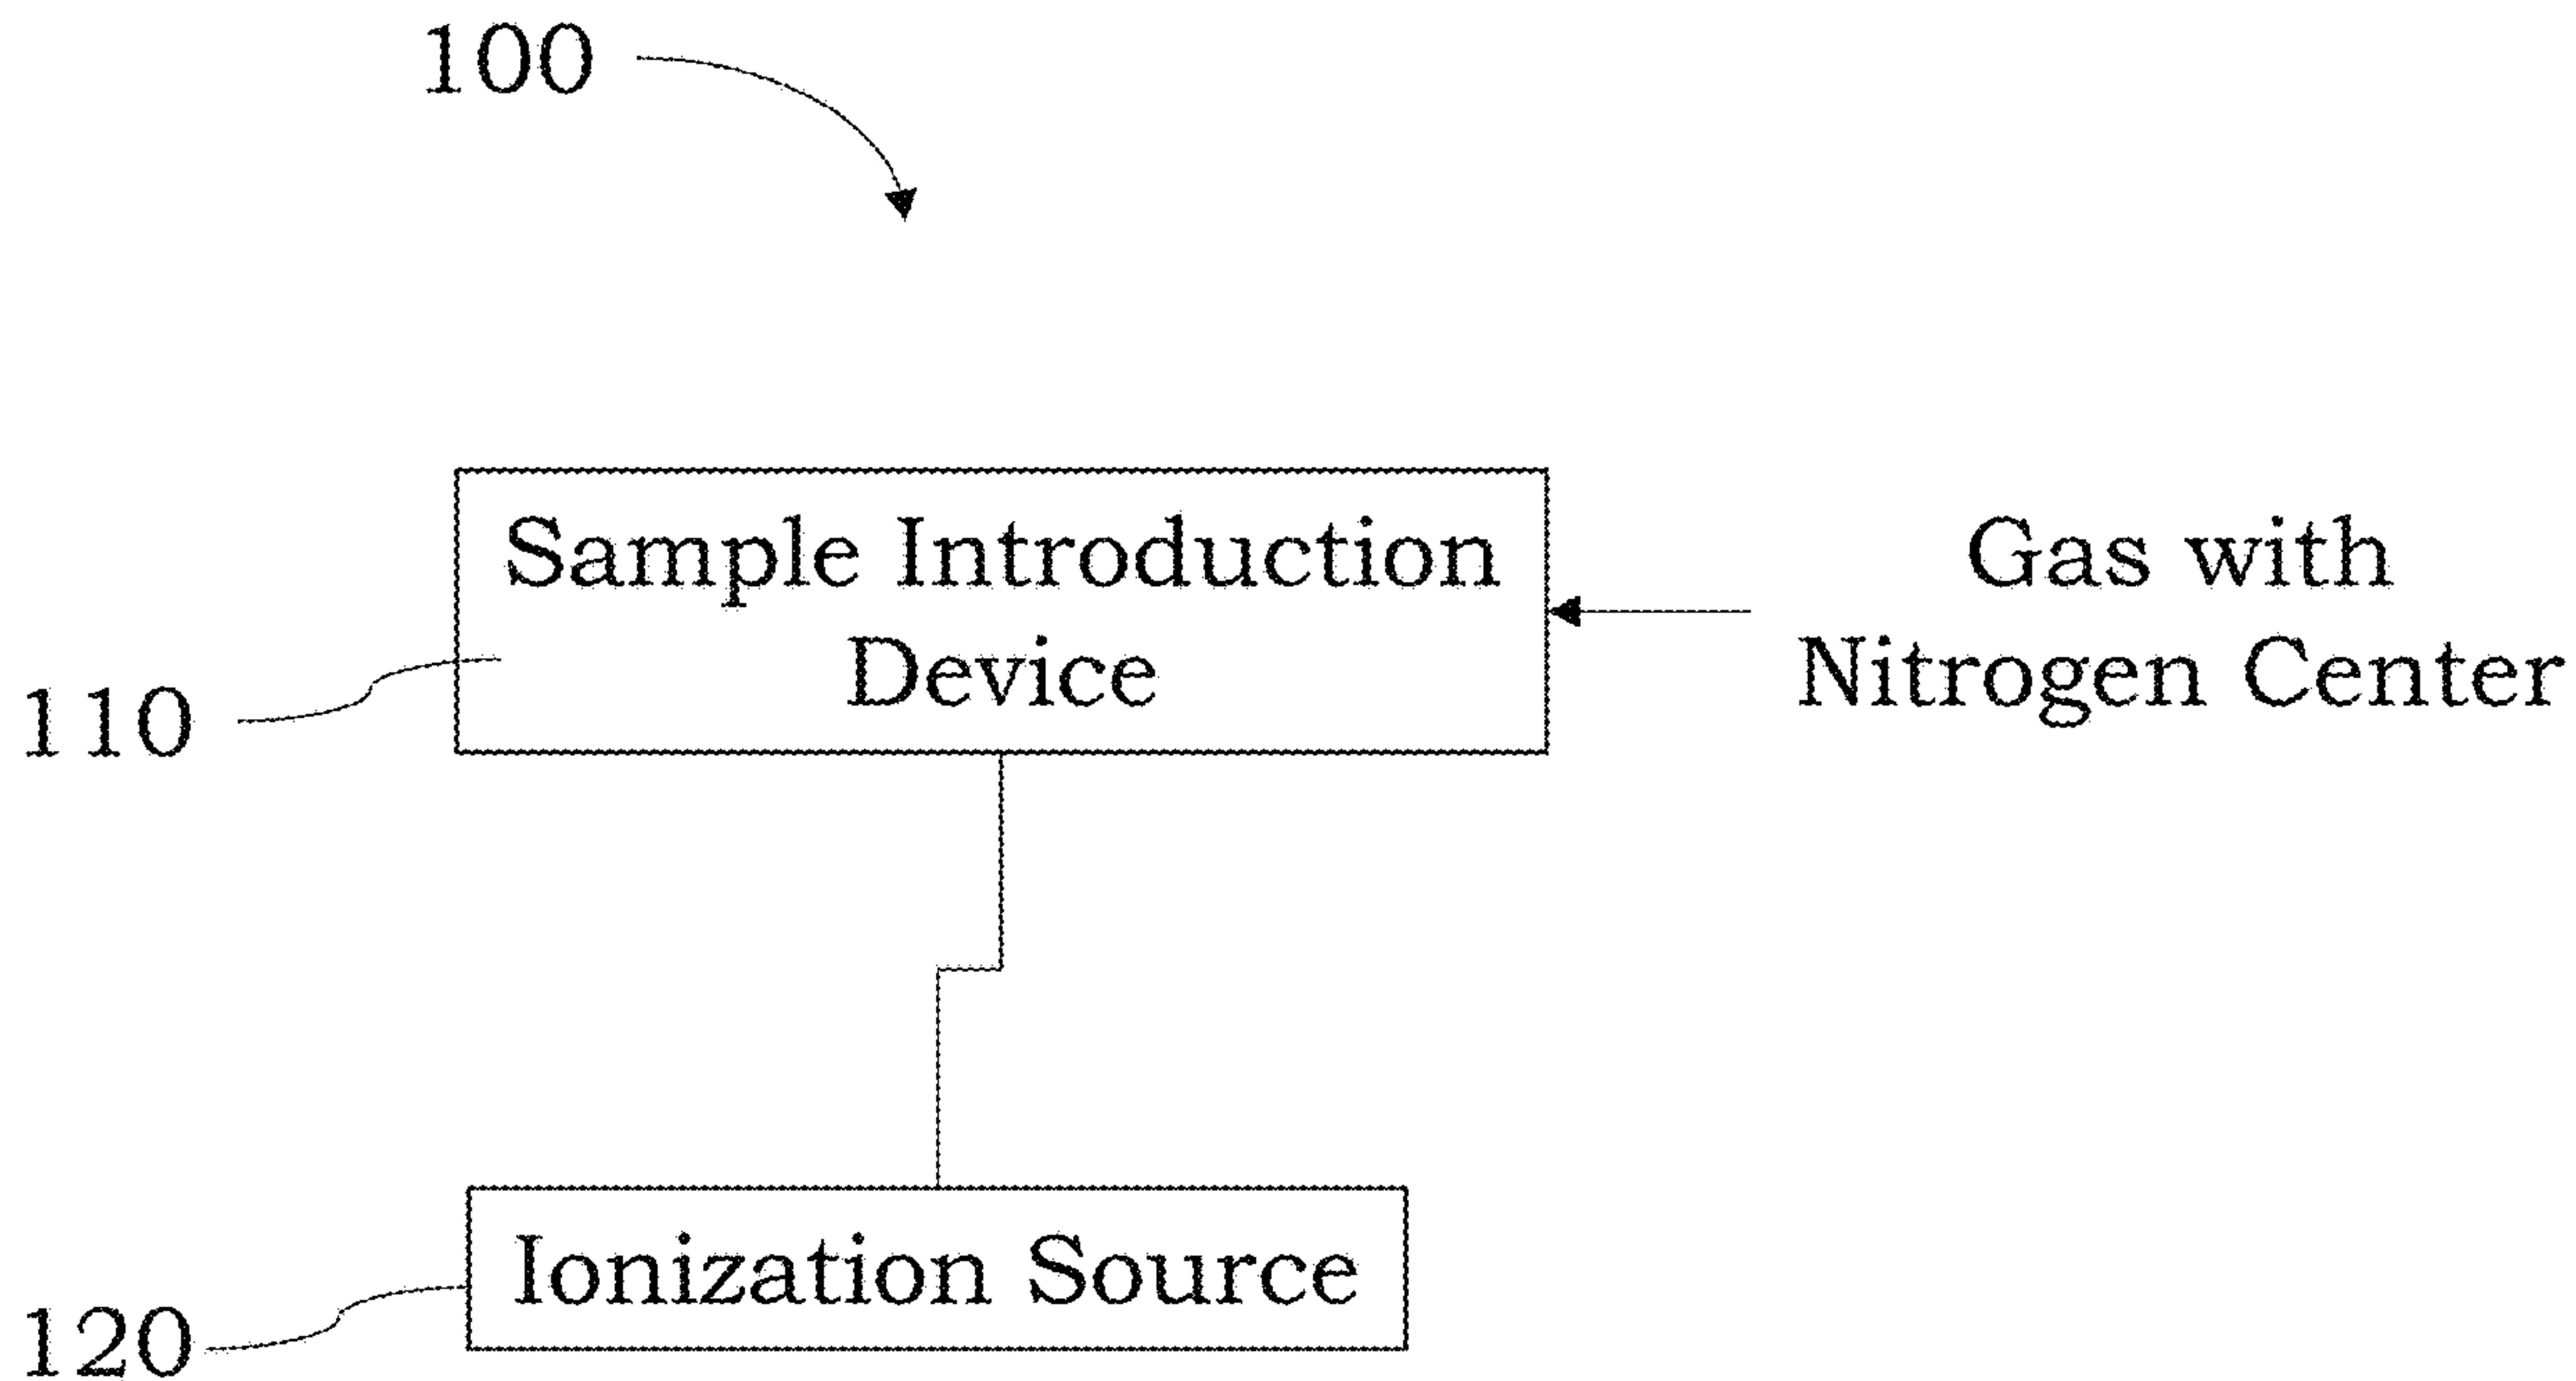 100
Sample Introduction
Device
Gas with
Nitrogen Center
110
Ionization Source
120